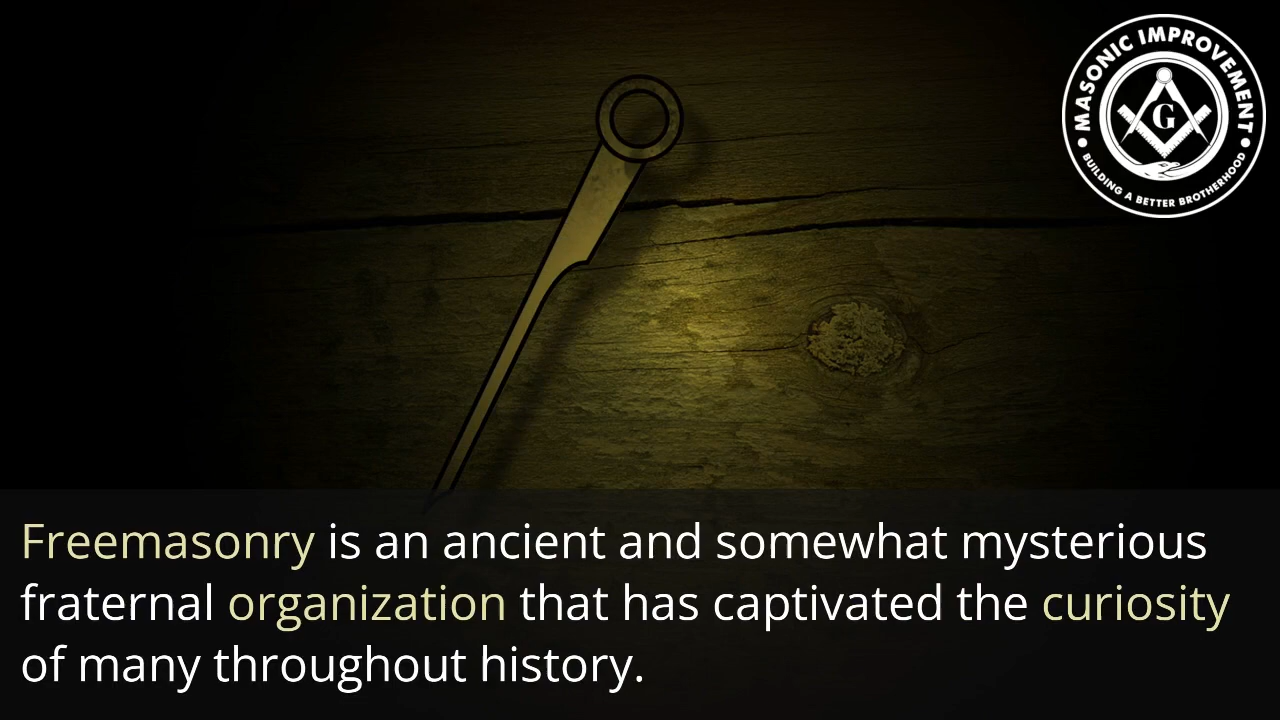 • MASONIC IMPROVEMENT •
BUILDING A BETTER BROTHERHOOD
G
Freemasonry is an ancient and somewhat mysterious
fraternal organization that has captivated the curiosity
of many throughout history.